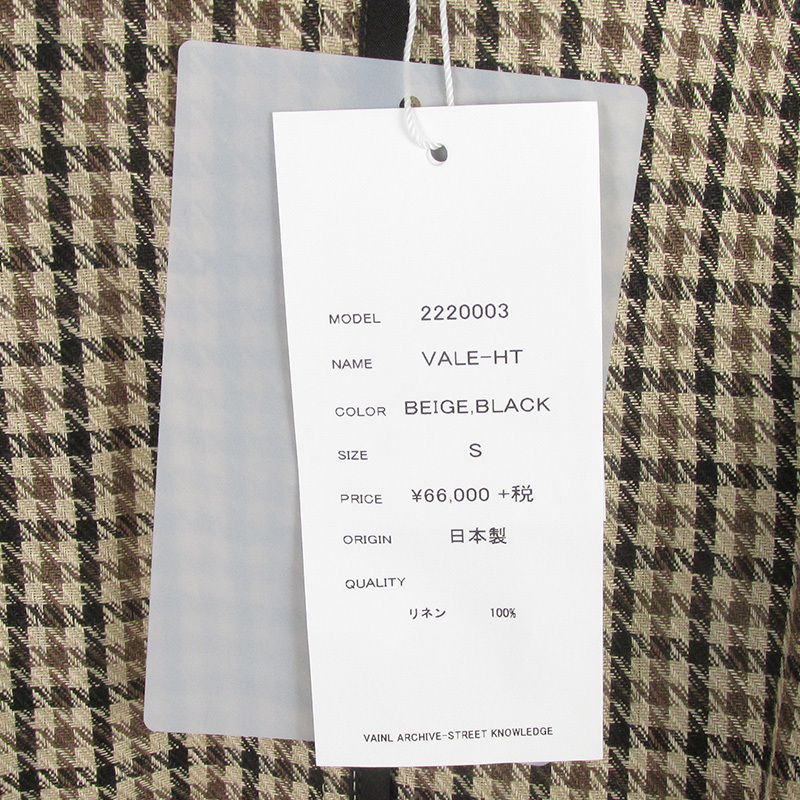 MODEL 2220003
NAME VALE-HT
COLOR BEIGE,BLACK
SIZE S
PRICE ¥66,000 +税
ORIGIN 日本製
QUALITY
リネン 100%
VAINL ARCHIVE-STREET KNOWLEDGE